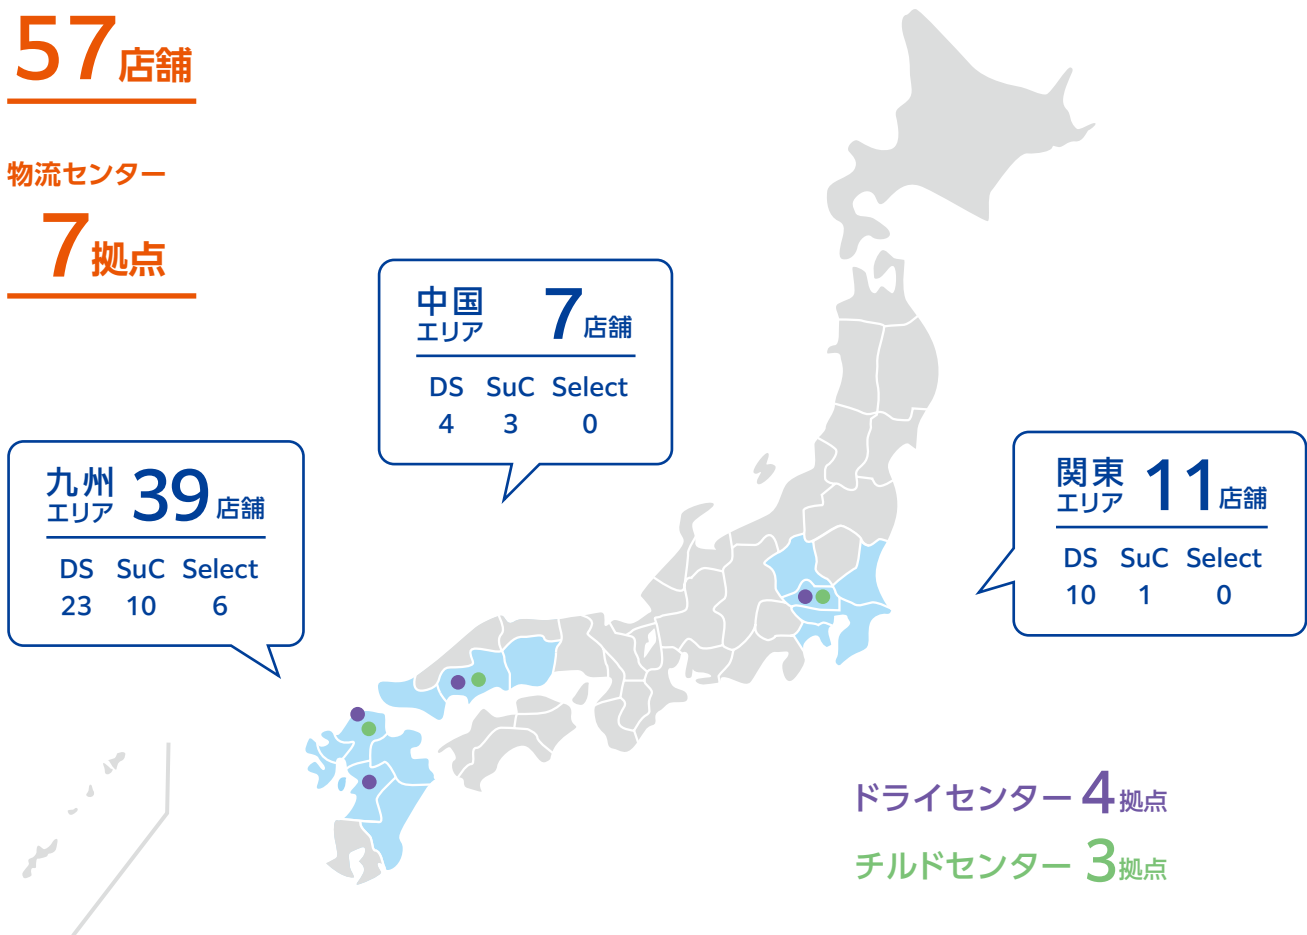 57店舗
物流センター
7拠点
中国エリア 7店舗
DS SuC Select
4 3 0
九州エリア 39店舗
DS SuC Select
23 10 6
関東エリア 11店舗
DS SuC Select
10 1 0
ドライセンター 4拠点
チルドセンター 3拠点